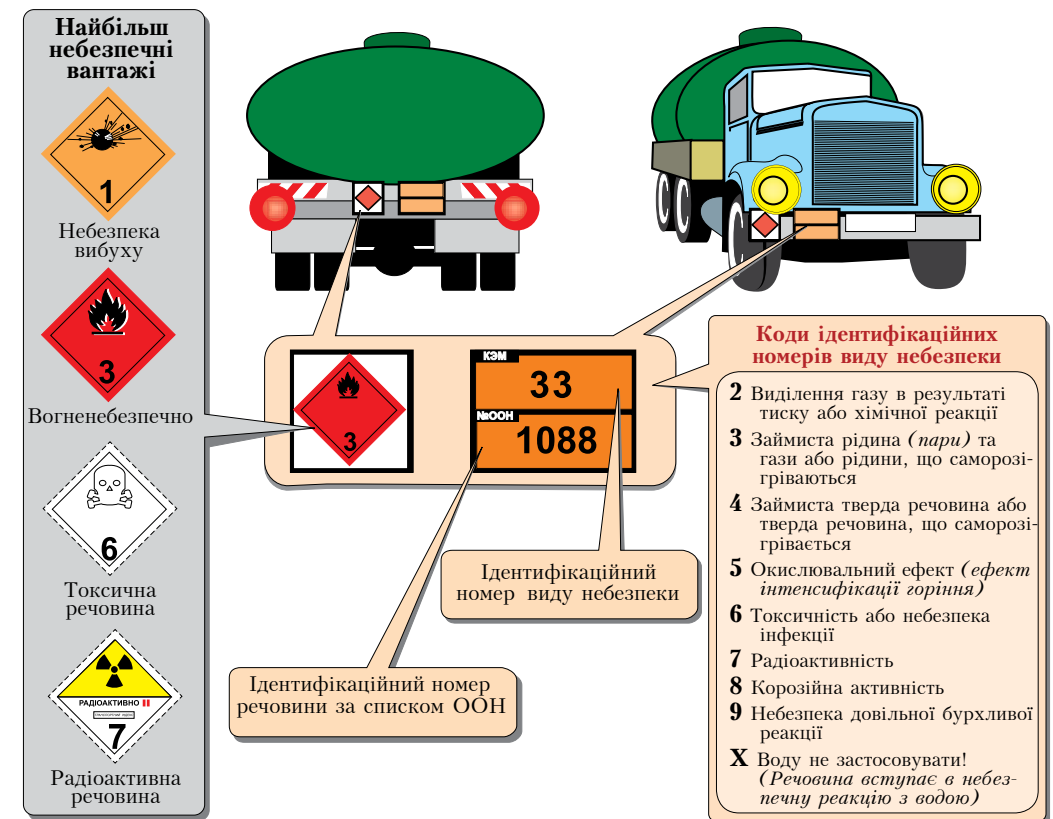 Найбільш
небезпечні
вантажі
1
Небезпека
вибуху
3
Вогненебезпечно
6
Токсична
речовина
РАДІОАКТИВНО II
7
Радіоактивна
речовина
3
КЭМ
33
№ООН
1088
Ідентифікаційний
номер виду небезпеки
Ідентифікаційний номер
речовини за списком ООН
Коди ідентифікаційних
номерів виду небезпеки
2 Виділення газу в результаті
тиску або хімічної реакції
3 Займиста рідина (пари) та
гази або рідини, що саморозі-
гріваються
4 Займиста тверда речовина або
тверда речовина, що саморозі-
грівається
5 Окислювальний ефект (ефект
інтенсифікації горіння)
6 Токсичність або небезпека
інфекції
7 Радіоактивність
8 Корозійна активність
9 Небезпека довільної бурхливої
реакції
X Воду не застосовувати!
(Речовина вступає в небез-
печну реакцію з водою)